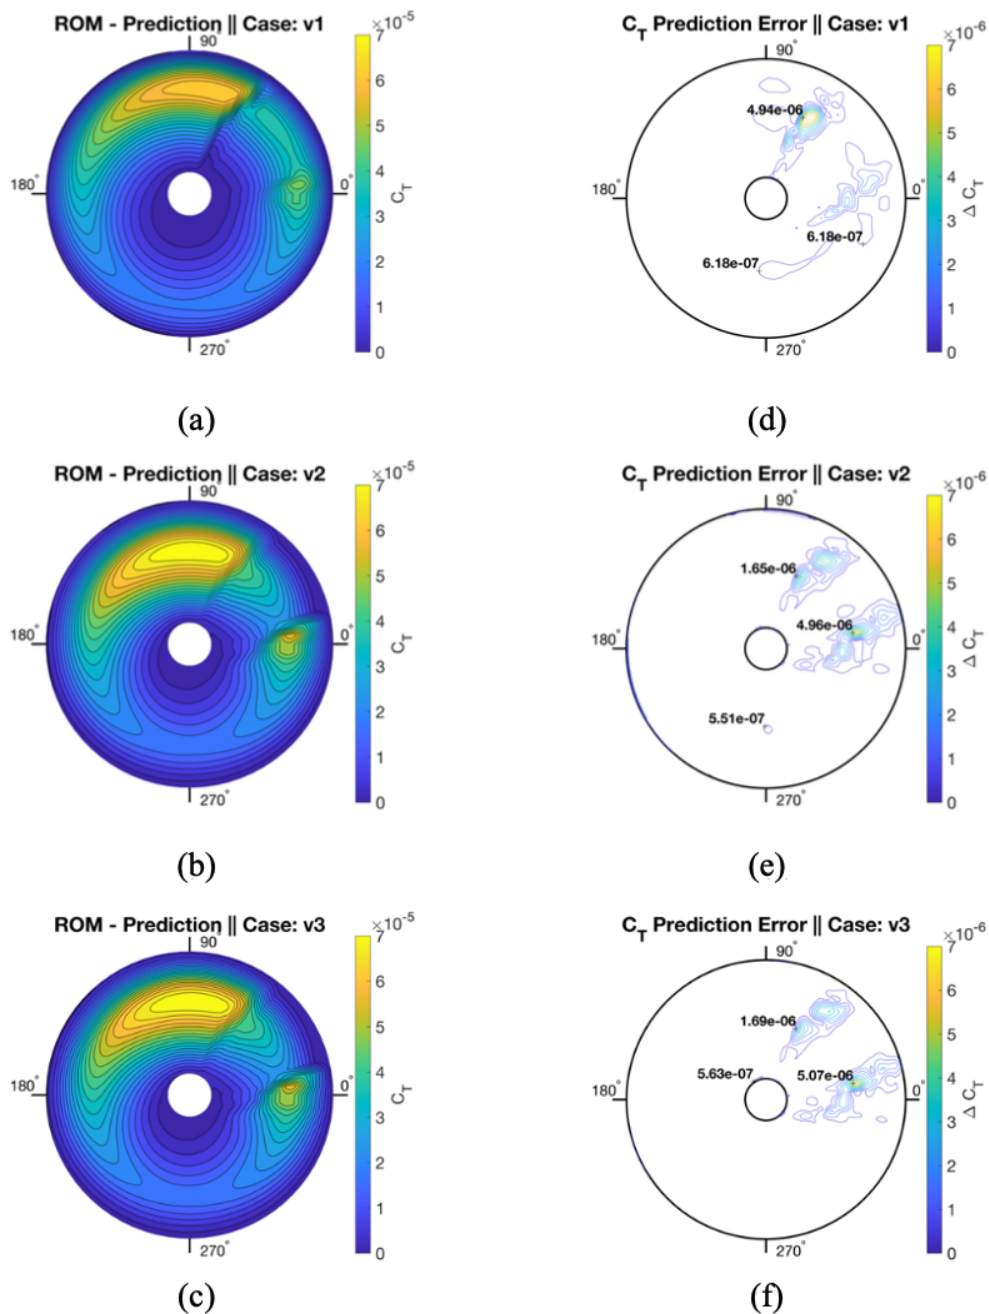 ROM - Prediction || Case: v1
90°
180°
0°
270°
×10⁻⁵
7
6
5
4
3
2
1
0
C_T
(a)
C_T Prediction Error || Case: v1
90°
180°
0°
270°
4.94e-06
6.18e-07
6.18e-07
×10⁻⁶
7
6
5
4
3
2
1
0
Δ C_T
(d)
ROM - Prediction || Case: v2
90°
180°
0°
270°
×10⁻⁵
7
6
5
4
3
2
1
0
C_T
(b)
C_T Prediction Error || Case: v2
90°
180°
0°
270°
1.65e-06
4.96e-06
5.51e-07
×10⁻⁶
7
6
5
4
3
2
1
0
Δ C_T
(e)
ROM - Prediction || Case: v3
90°
180°
0°
270°
×10⁻⁵
7
6
5
4
3
2
1
0
C_T
(c)
C_T Prediction Error || Case: v3
90°
180°
0°
270°
1.69e-06
5.63e-07
5.07e-06
×10⁻⁶
7
6
5
4
3
2
1
0
Δ C_T
(f)